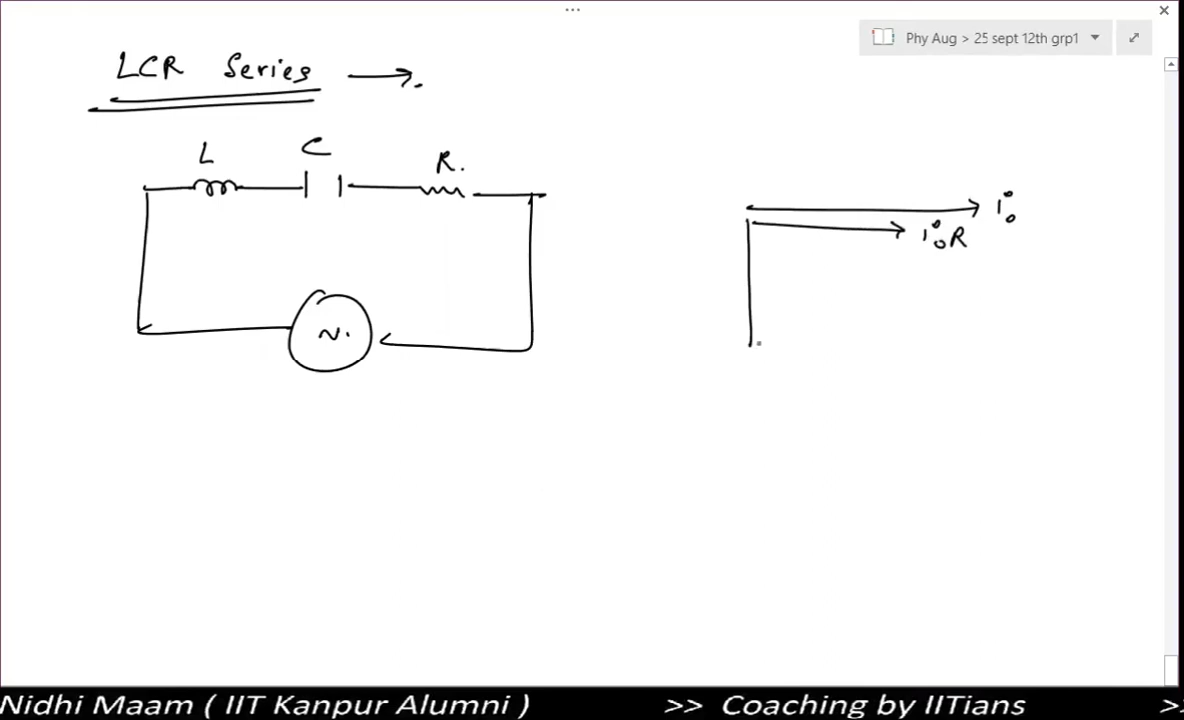 Phy Aug > 25 sept 12th grp1
LCR Series →
L C R.
i₀
i₀R
~.
Nidhi Maam ( IIT Kanpur Alumni ) >> Coaching by IITians >>